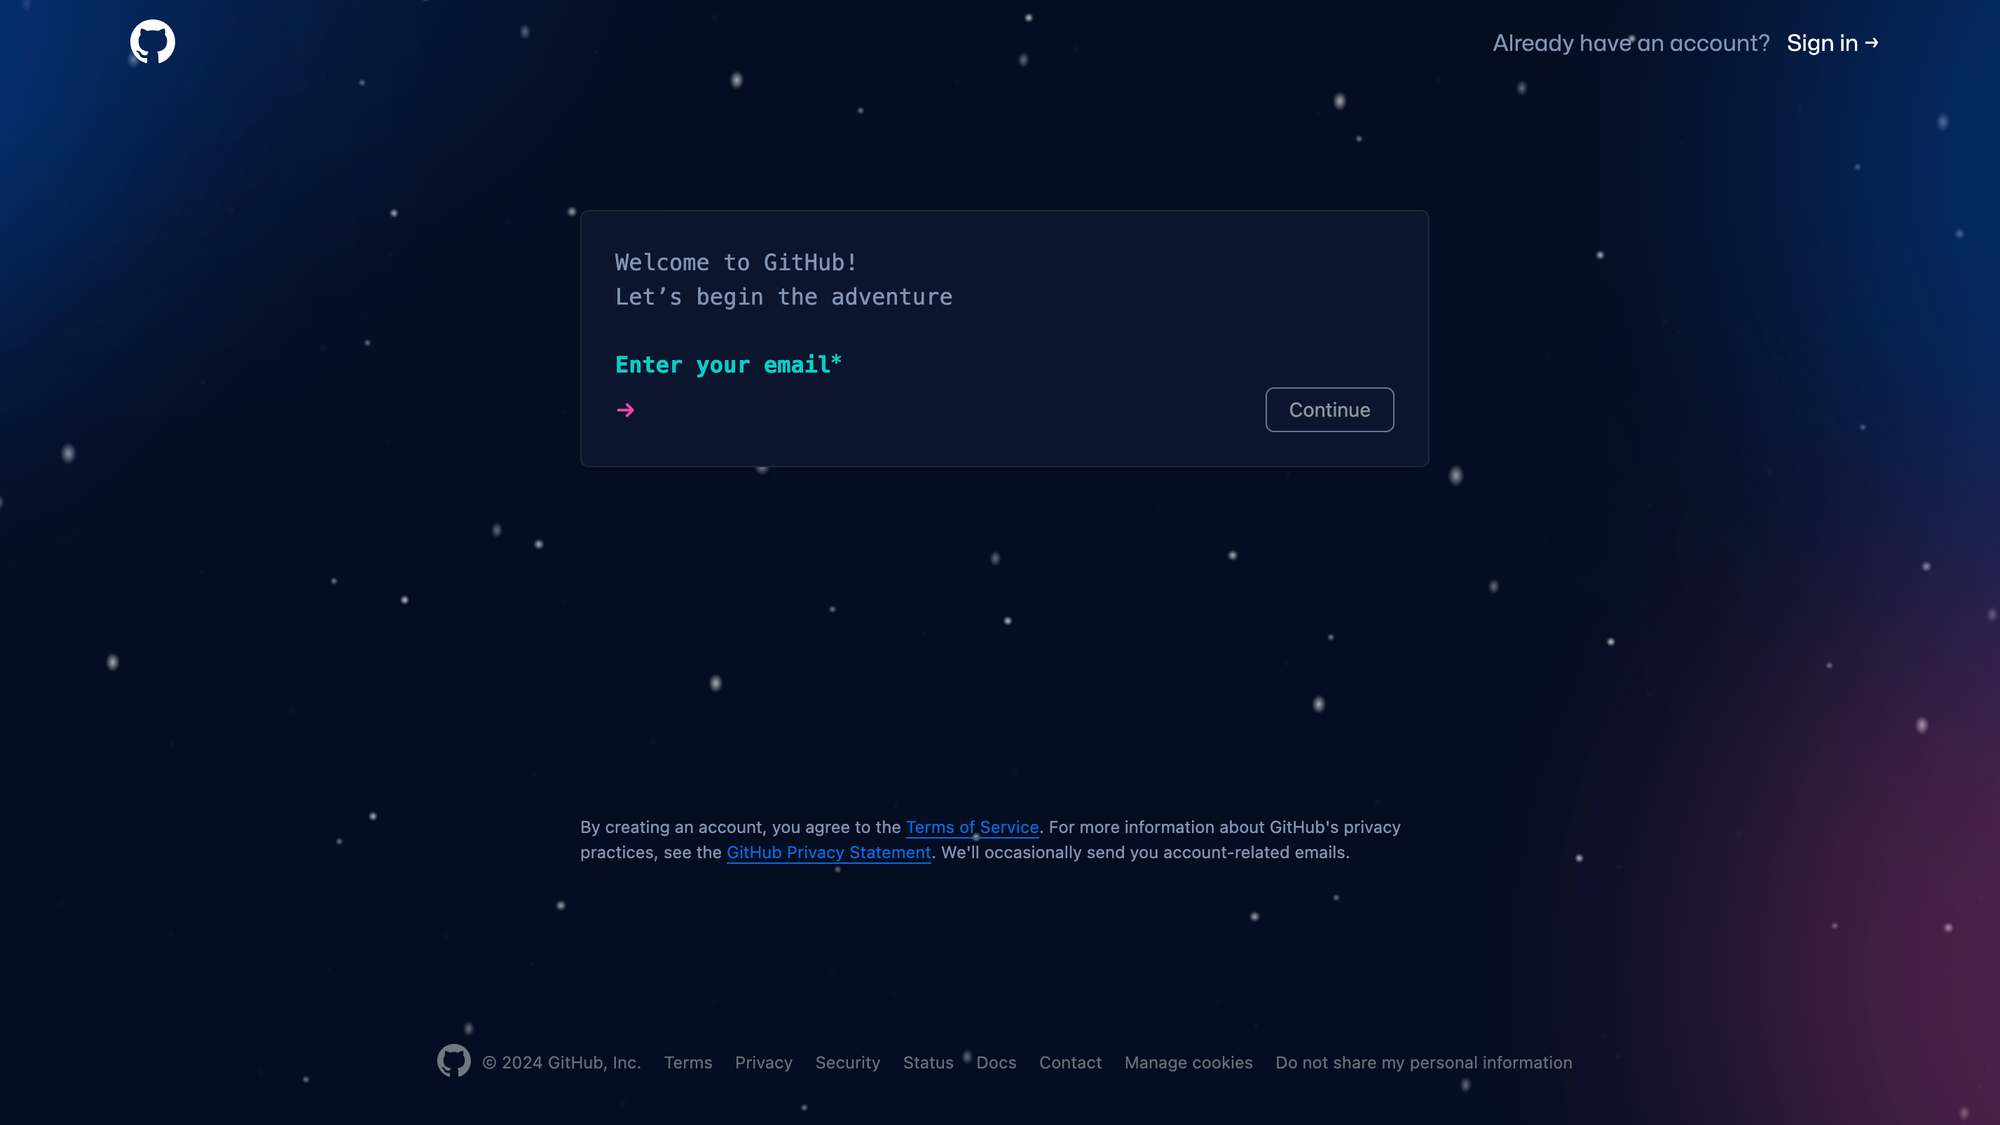 Already have an account? Sign in →
Welcome to GitHub!
Let’s begin the adventure
Enter your email*
→
Continue
By creating an account, you agree to the Terms of Service. For more information about GitHub's privacy
practices, see the GitHub Privacy Statement. We'll occasionally send you account-related emails.
© 2024 GitHub, Inc. Terms Privacy Security Status Docs Contact Manage cookies Do not share my personal information